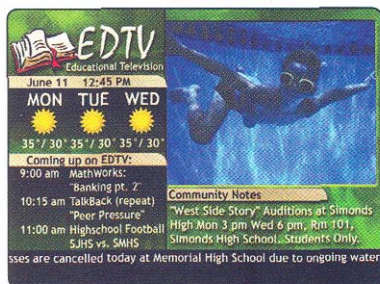 EDTV
Educational Television
June 11 12:45 PM
MON TUE WED
35°/30° 35°/30° 35°/30°
Coming up on EDTV:
9:00 am MathWorks:
"Banking pt. 2"
10:15 am TalkBack (repeat)
"Peer Pressure"
11:00 am Highschool Football
SJHS vs. SMHS
Community Notes
"West Side Story" Auditions at Simonds
High Mon 3 pm Wed 6 pm, Rm 101,
Simonds High School. Students Only.
sses are cancelled today at Memorial High School due to ongoing water